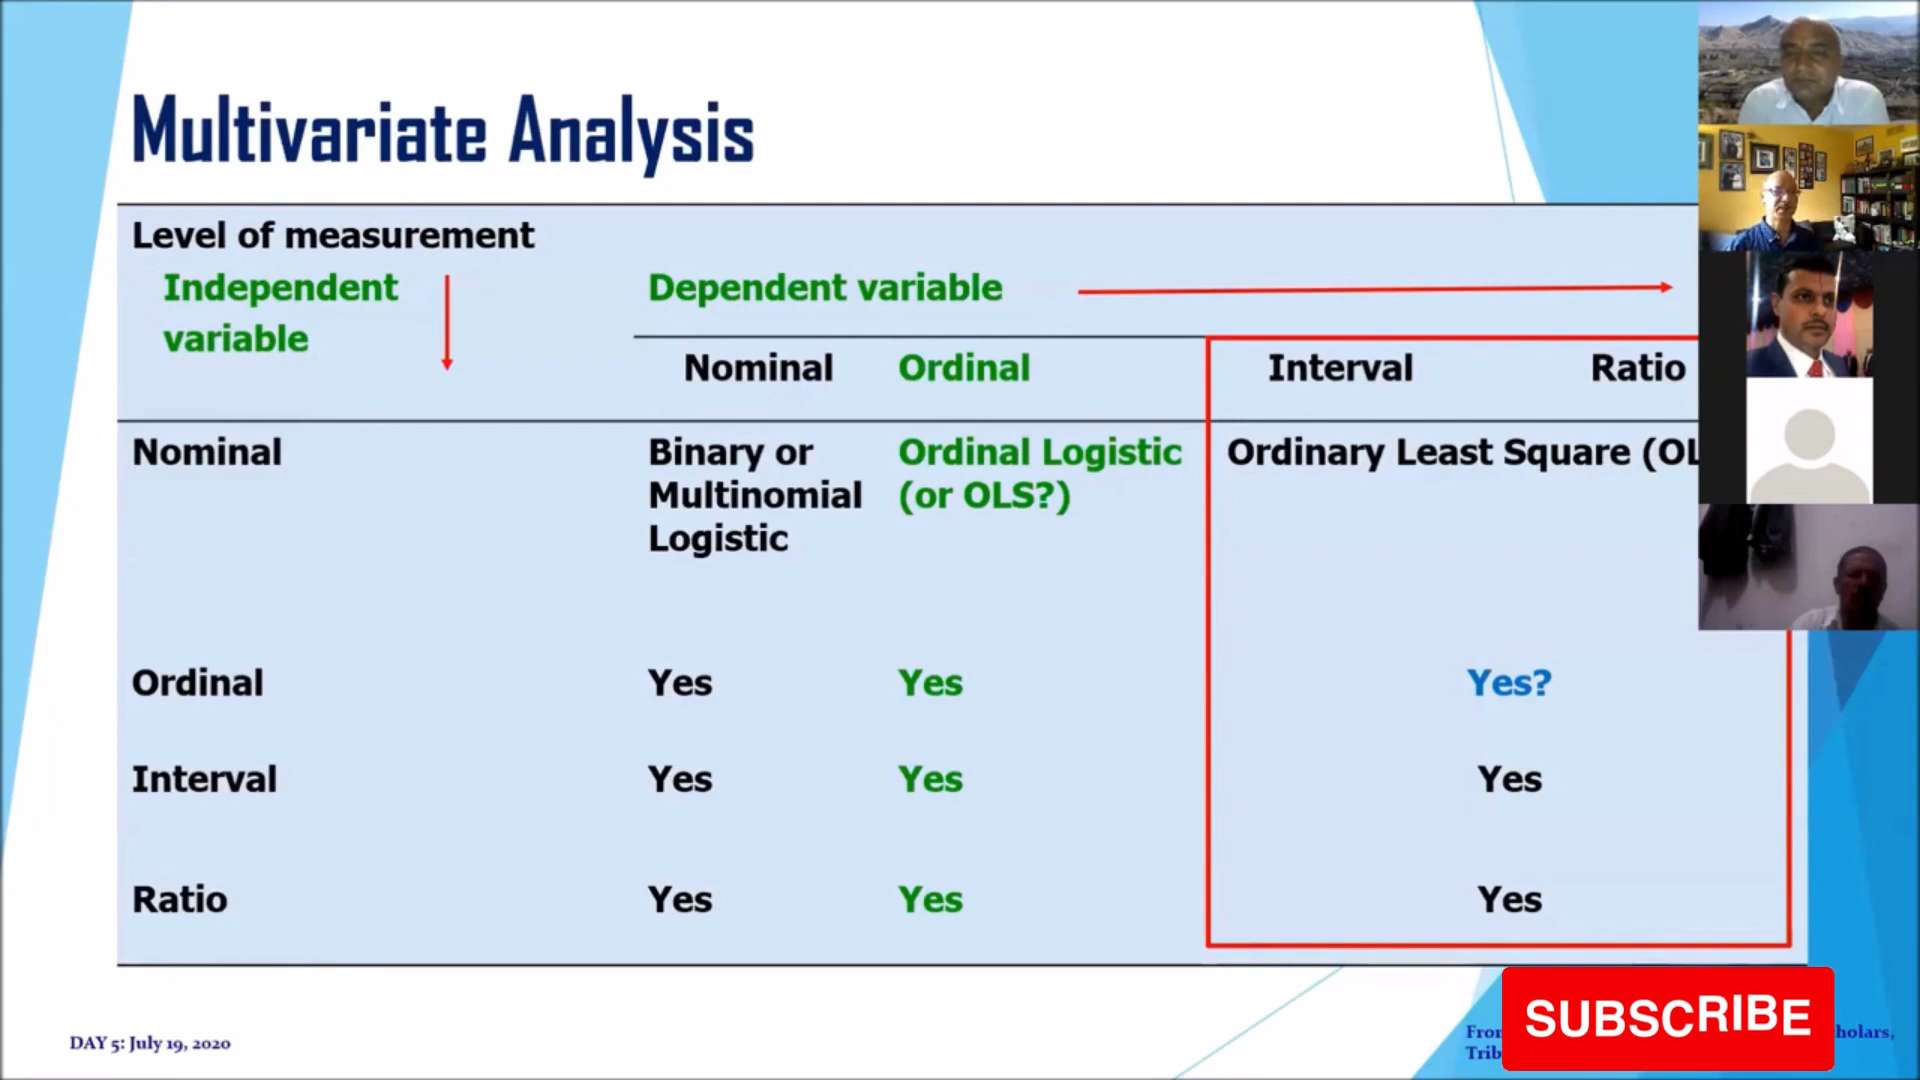 Multivariate Analysis
Level of measurement
Independent variable
Dependent variable
Nominal Ordinal Interval Ratio
Nominal
Binary or Multinomial Logistic
Ordinal Logistic (or OLS?)
Ordinary Least Square
Ordinal Yes Yes Yes?
Interval Yes Yes Yes
Ratio Yes Yes Yes
DAY 5: July 19, 2020
SUBSCRIBE